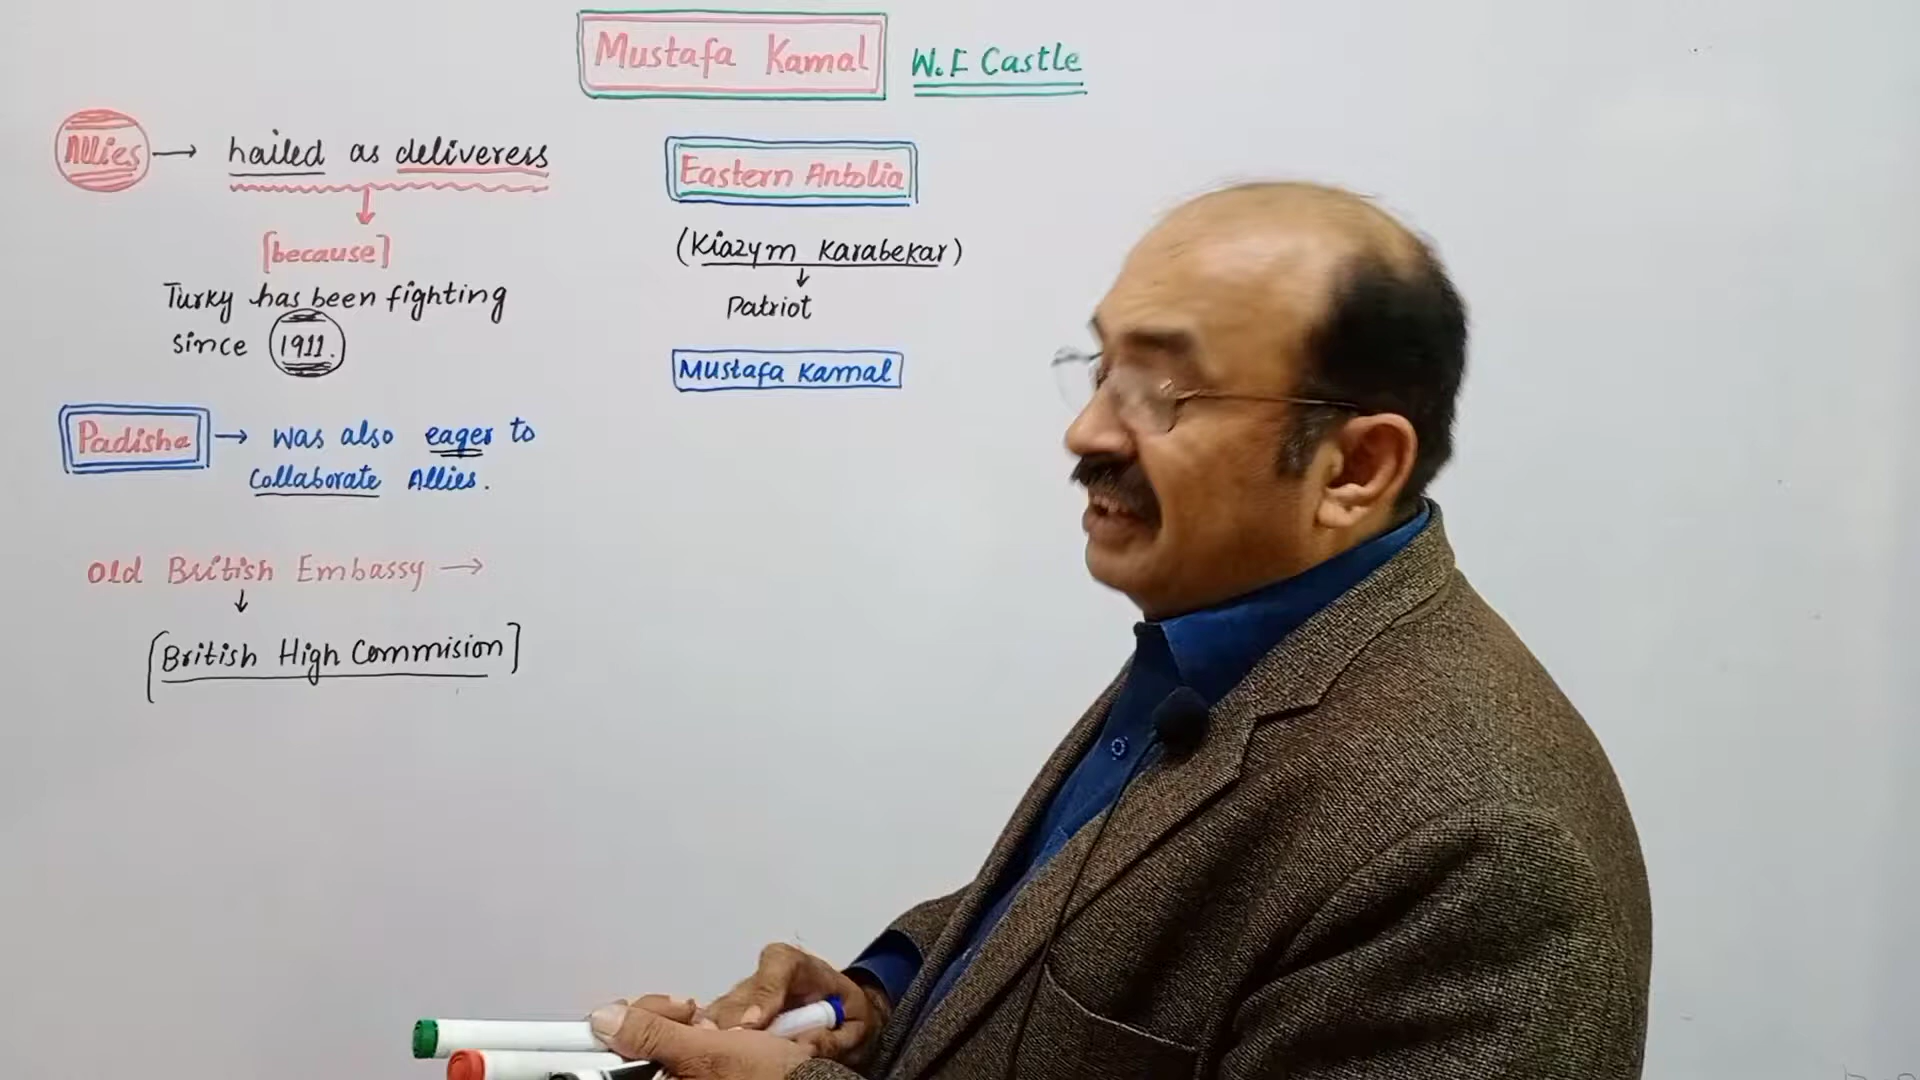 Mustafa Kamal W.F Castle
Allies → hailed as deliveress
[because]
Turky has been fighting
since 1911.
Padisha → was also eager to
Collaborate Allies.
Old British Embassy →
[British High Commision]
Eastern Antolia
(Kiazym Karabekar)
Patriot
Mustafa Kamal